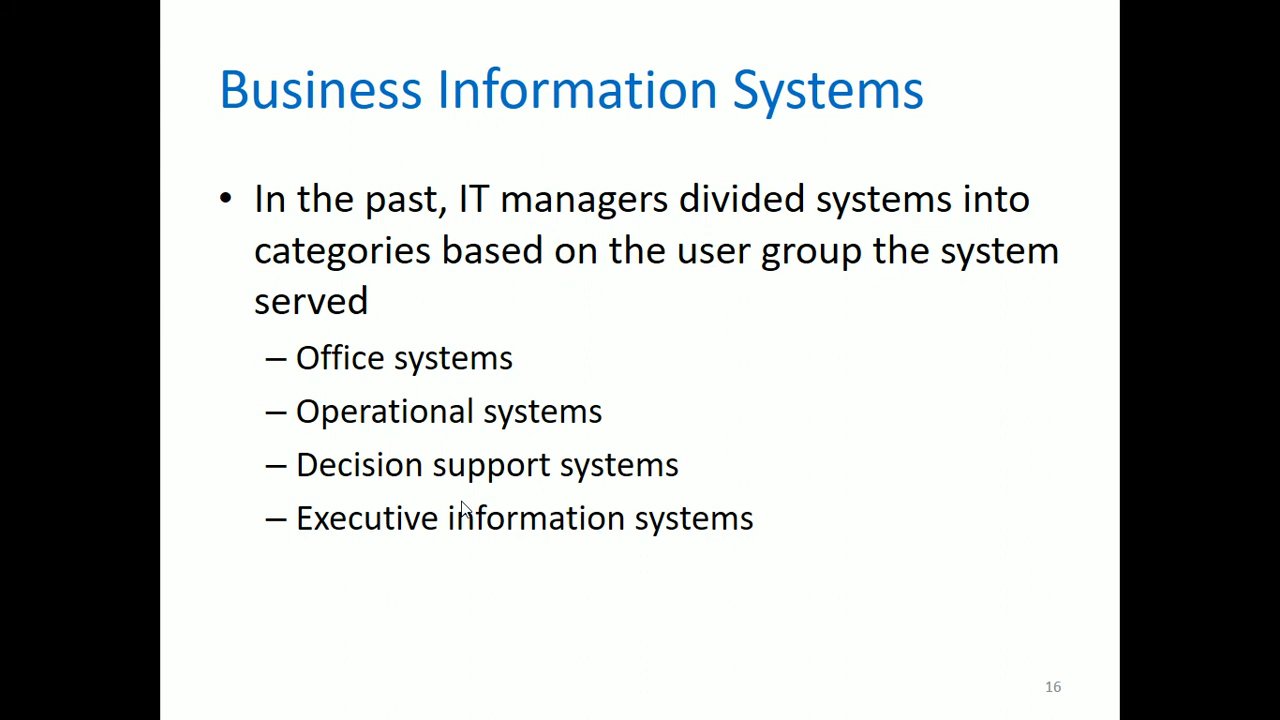 Business Information Systems
• In the past, IT managers divided systems into
categories based on the user group the system
served
– Office systems
– Operational systems
– Decision support systems
– Executive information systems
16